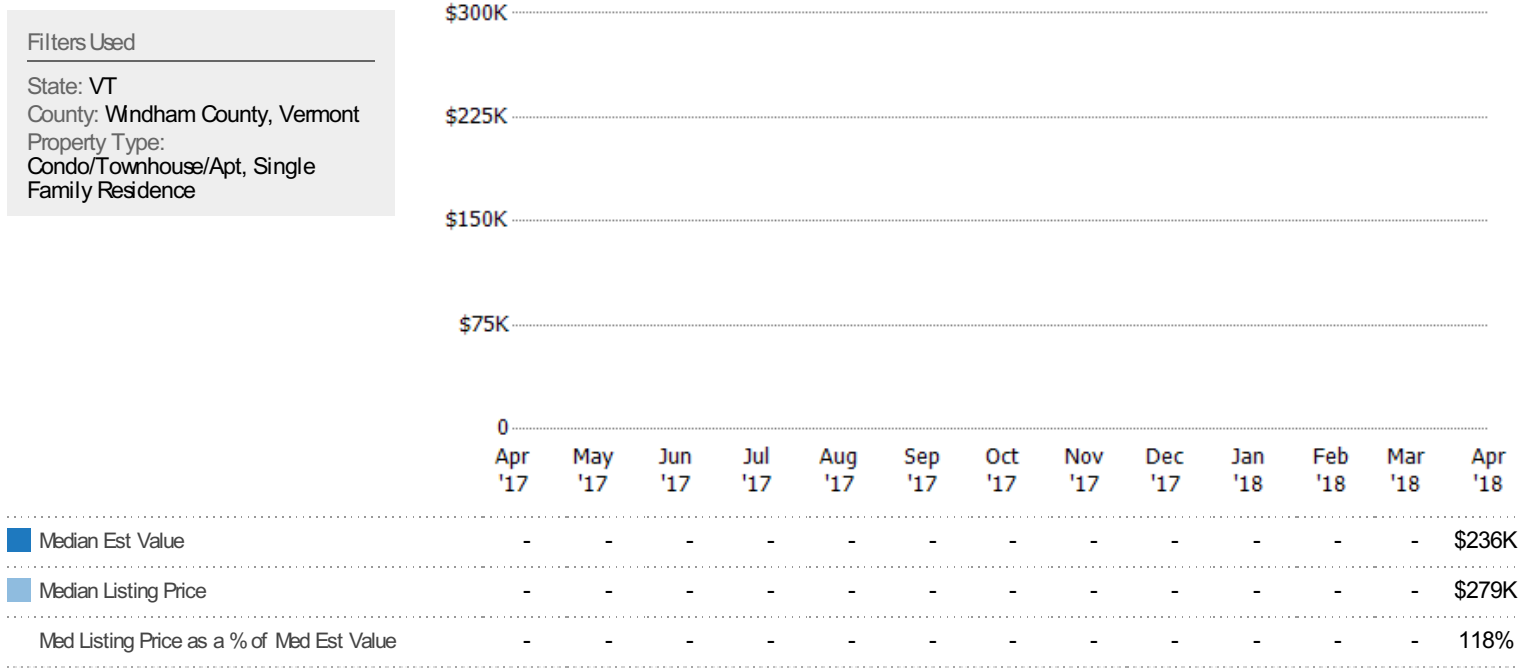 Filters Used
State: VT
County: Windham County, Vermont
Property Type:
Condo/Townhouse/Apt, Single
Family Residence
$300K
$225K
$150K
$75K
0
Apr May Jun Jul Aug Sep Oct Nov Dec Jan Feb Mar Apr
'17 '17 '17 '17 '17 '17 '17 '17 '17 '18 '18 '18 '18
Median Est Value - - - - - - - - - - - - $236K
Median Listing Price - - - - - - - - - - - - $279K
Med Listing Price as a % of Med Est Value - - - - - - - - - - - - 118%